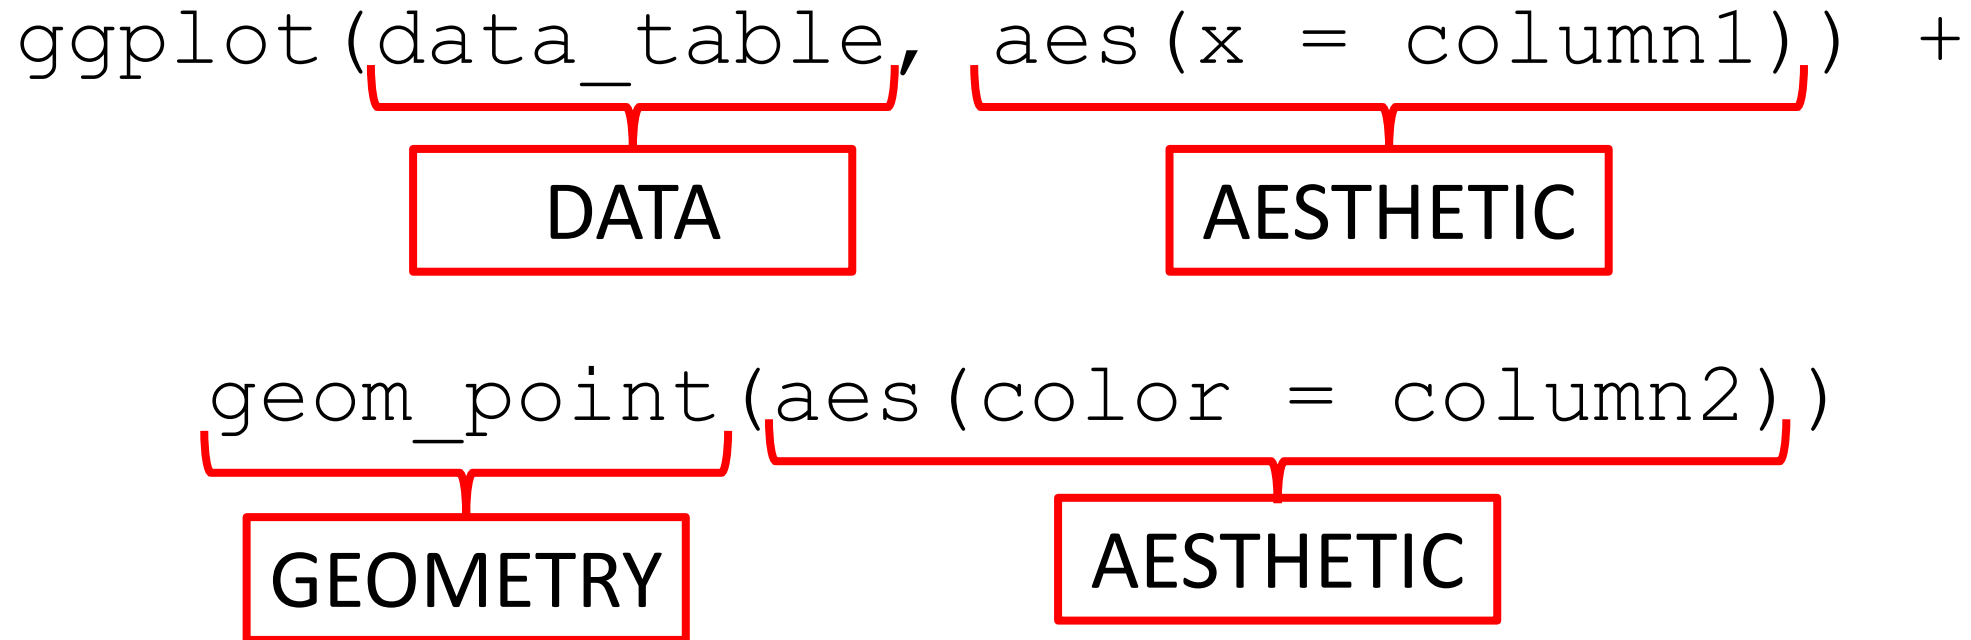 ggplot(data_table, aes(x = column1)) +
DATA AESTHETIC
geom_point(aes(color = column2))
GEOMETRY AESTHETIC